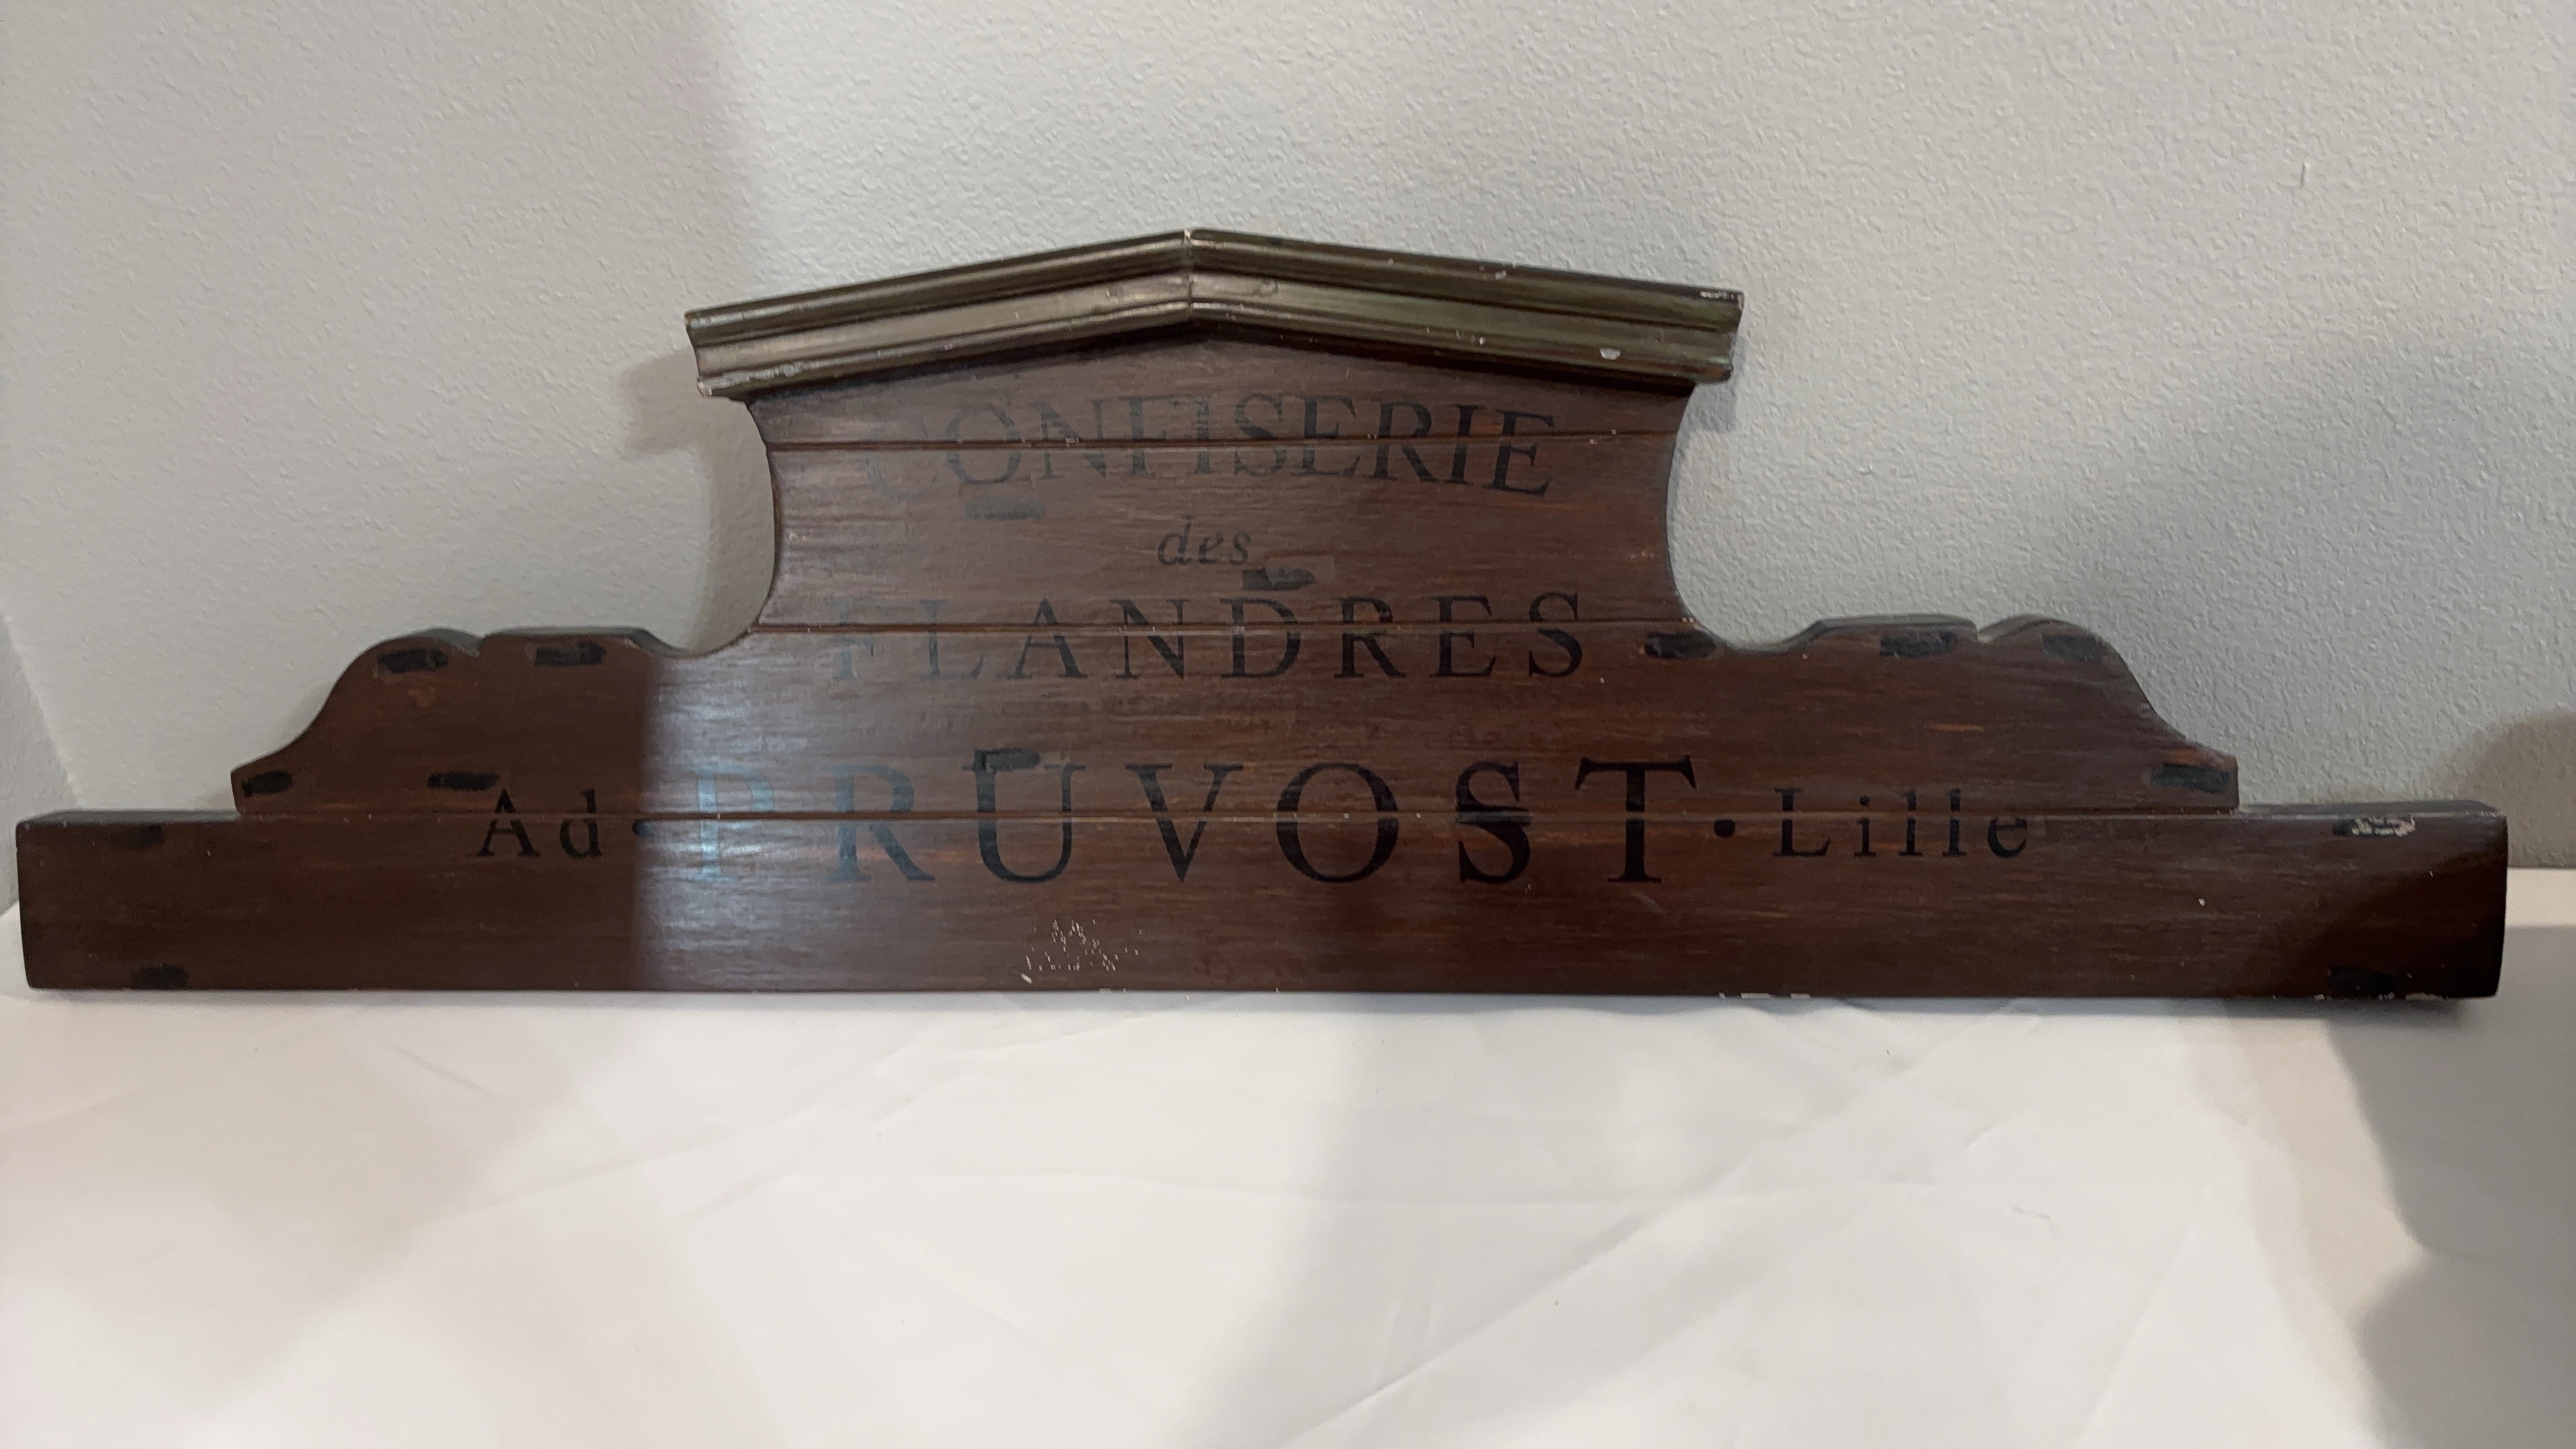 CONFISERIE
des
FLANDRES
Ad • PRUVOST • Lille